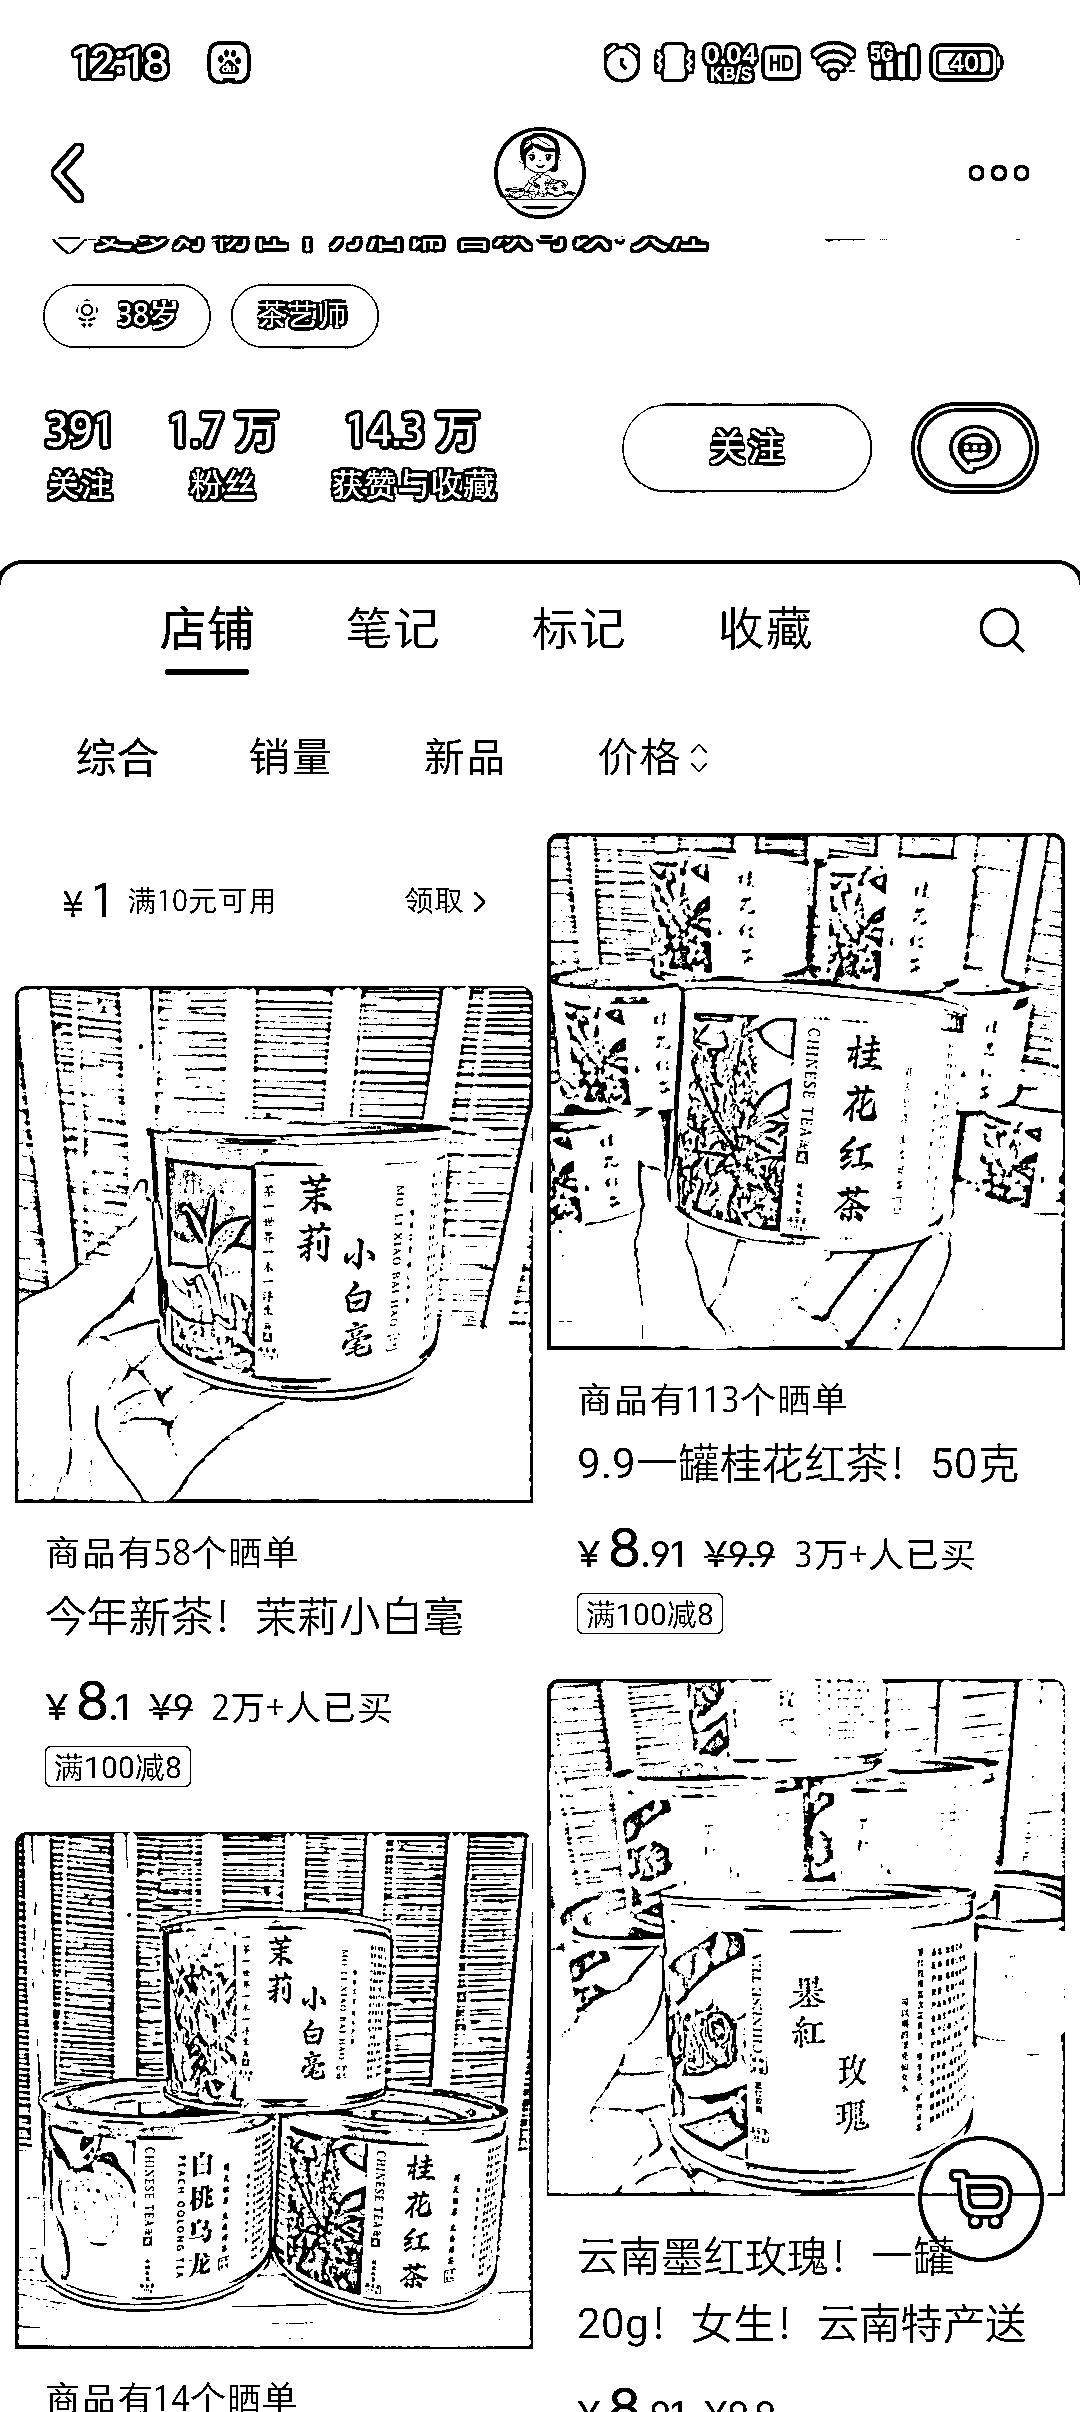 12:18
0.04
KB/S
HD
5G
40
38岁
茶艺师
391
关注
1.7万
粉丝
14.3万
获赞与收藏
关注
店铺
笔记
标记
收藏
综合
销量
新品
价格
¥1 满10元可用
领取
茉莉
小白毫
MO LI XIAO BAI HAO
商品有58个晒单
今年新茶！茉莉小白毫
¥8.1 ¥9 2万+人已买
满100减8
桂花红茶
CHINESE TEA
商品有113个晒单
9.9一罐桂花红茶！50克
¥8.91 ¥9.9 3万+人已买
满100减8
茉莉
小白毫
白桃乌龙
PEACH OOLONG TEA
CHINESE TEA
桂花红茶
CHINESE TEA
商品有14个晒单
墨红
玫瑰
云南墨红玫瑰！一罐
20g！女生！云南特产送
¥8.91 ¥9.9